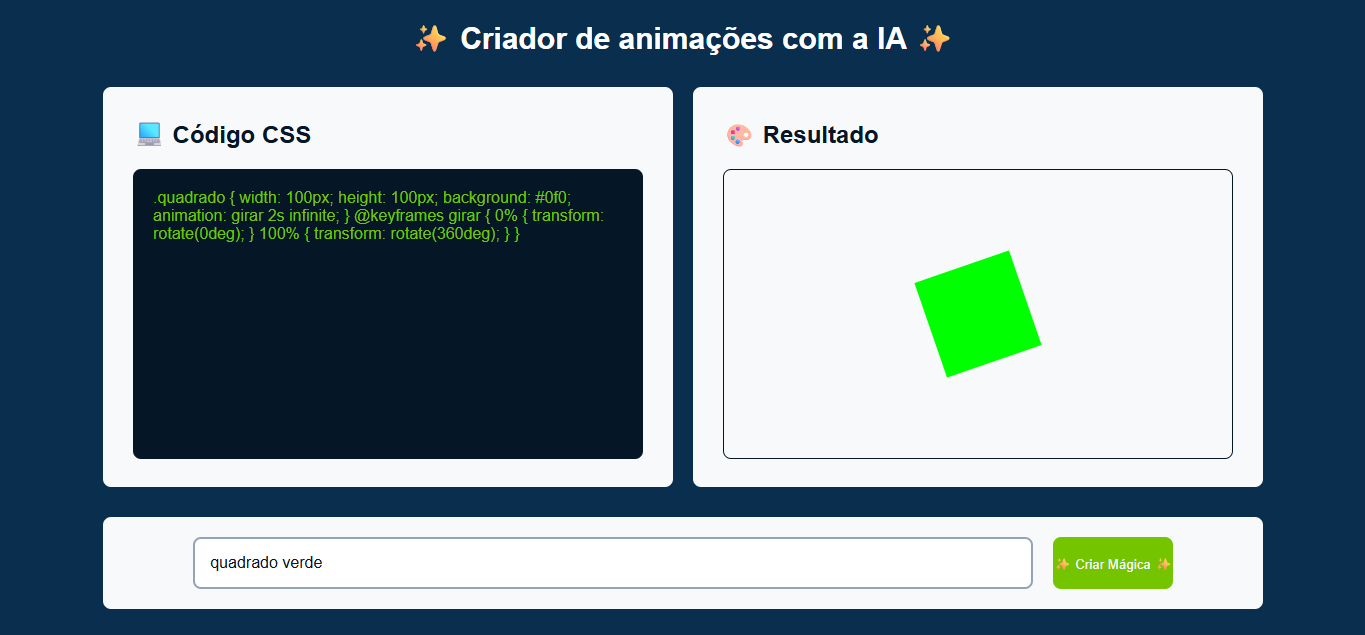 ✨ Criador de animações com a IA ✨
💻 Código CSS
.quadrado { width: 100px; height: 100px; background: #0f0;
animation: girar 2s infinite; } @keyframes girar { 0% { transform:
rotate(0deg); } 100% { transform: rotate(360deg); } }
🎨 Resultado
quadrado verde
✨ Criar Mágica ✨